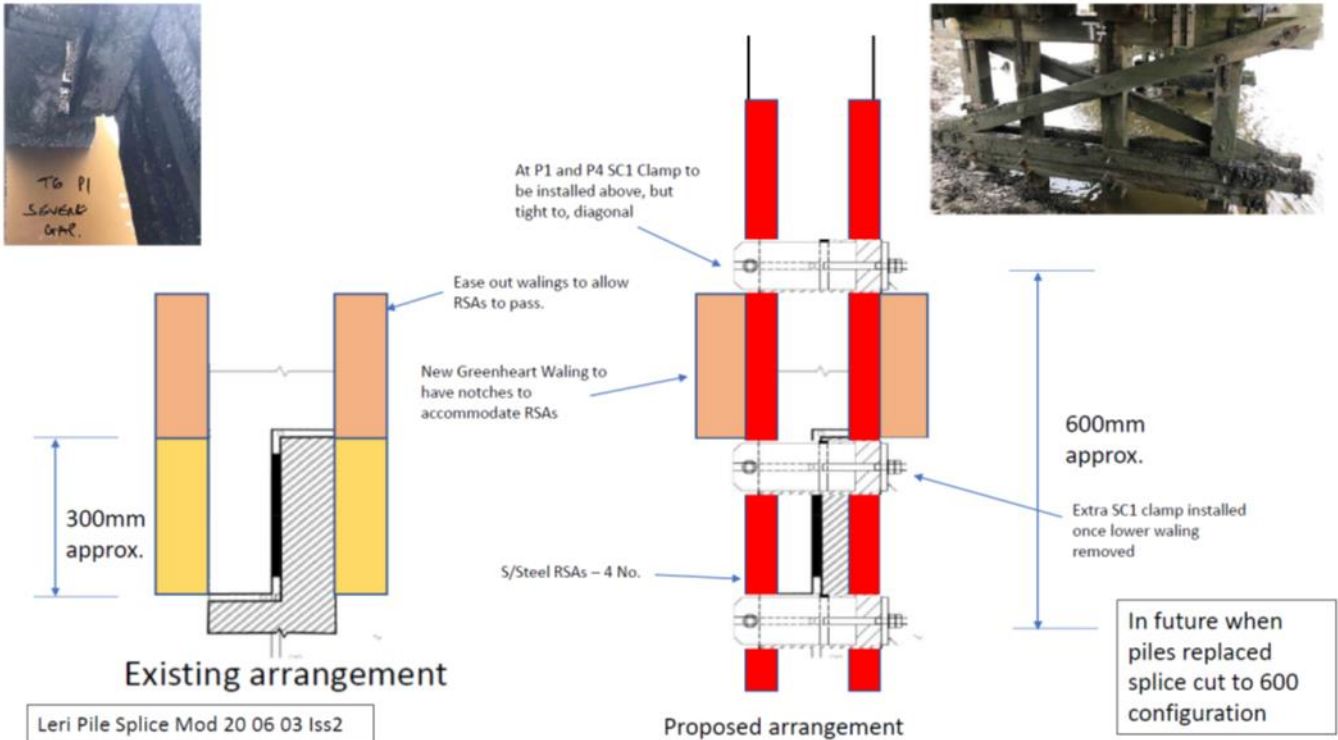 T6 P1
SEVERE
GAP.
T7
At P1 and P4 SC1 Clamp to
be installed above, but
tight to, diagonal
Ease out walings to allow
RSAs to pass.
New Greenheart Waling to
have notches to
accommodate RSAs
300mm
approx.
600mm
approx.
Extra SC1 clamp installed
once lower waling
removed
S/Steel RSAs – 4 No.
In future when
piles replaced
splice cut to 600
configuration
Existing arrangement
Leri Pile Splice Mod 20 06 03 Iss2
Proposed arrangement